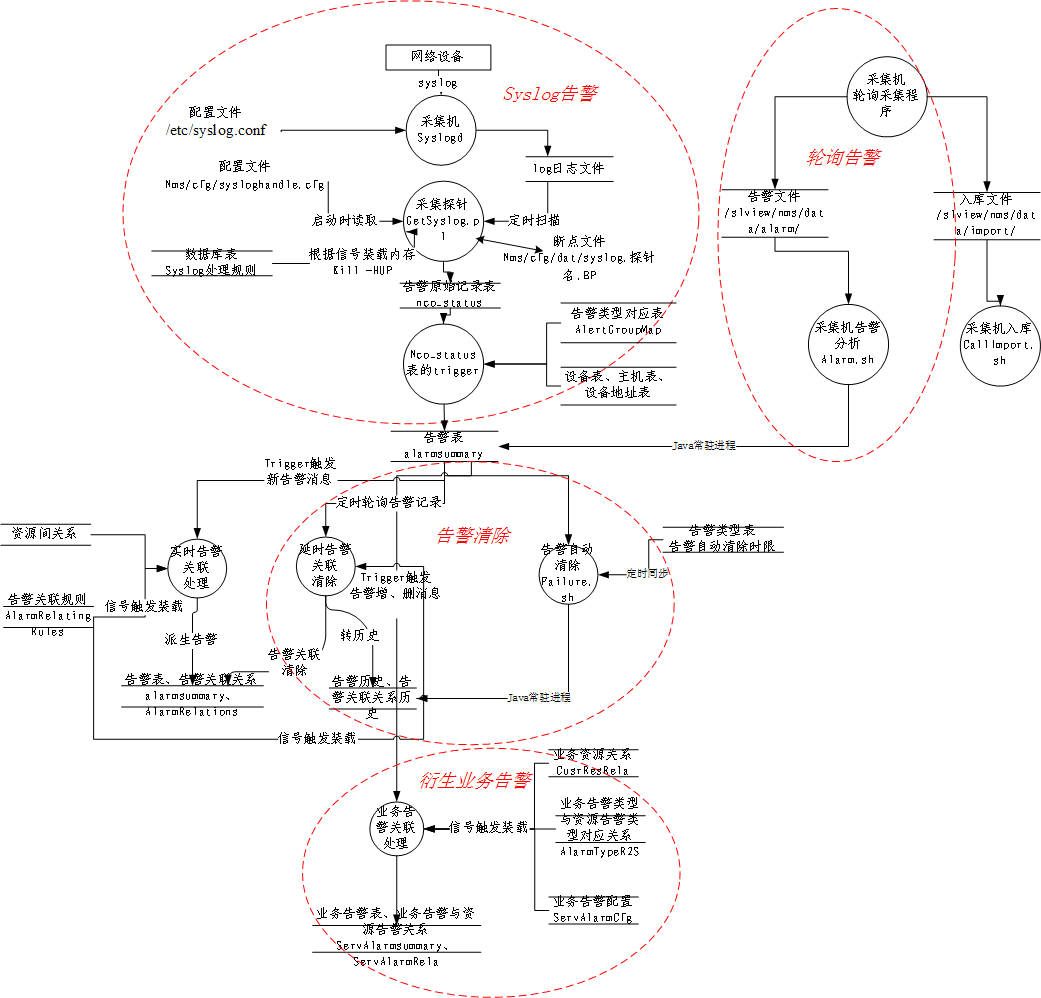 网络设备
syslog
Syslog告警
配置文件
/etc/syslog.conf
采集机
Syslogd
log日志文件
配置文件
Nms/cfg/sysloghandle.cfg
启动时读取
采集探针
GetSyslog.p
l
定时扫描
数据库表
Syslog处理规则
根据信号装载内存
Kill -HUP
断点文件
Nms/cfg/dat/syslog.探针
名.BP
告警原始记录表
nco_status
Nco_status
表的trigger
告警类型对应表
AlertGroupMap
设备表、主机表、
设备地址表
采集机
轮询采集程
序
轮询告警
告警文件
/slview/nms/dat
a/alarm/
入库文件
/slview/nms/dat
a/import/
采集机告警
分析
Alarm.sh
采集机入库
CallImport.
sh
Java常驻进程
告警表
alarmsummary
Trigger触发
新告警消息
定时轮询告警记录
告警清除
资源间关系
实时告警
关联
处理
延时告警
关联
清除
Trigger触发
告警增、删消息
告警自动
清除
Failure.
sh
定时同步
告警类型表
告警自动清除时限
告警关联规则
AlarmRelating
Rules
信号触发装载
派生告警
告警关联
清除
转历史
告警表、告警关联关系
alarmsummary、
AlarmRelations
告警历史、告
警关联关系历
史
Java常驻进程
信号触发装载
衍生业务告警
业务告
警关联
处理
信号触发装载
业务资源关系
CusrResRela
业务告警类型
与资源告警类
型对应关系
AlarmTypeR2S
业务告警配置
ServAlarmCfg
业务告警表、业务告警与资
源告警关系
ServAlarmsummary、
ServAlarmRela